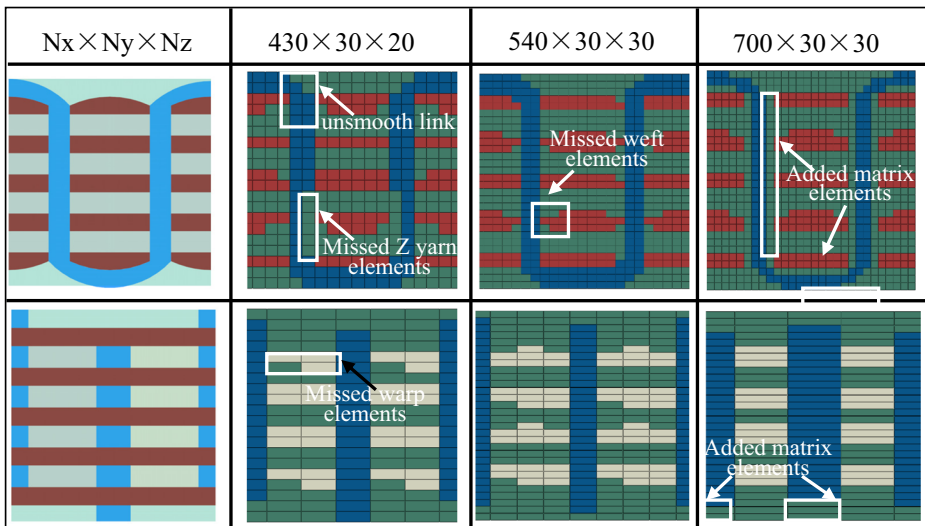 Nx×Ny×Nz
430×30×20
540×30×30
700×30×30
unsmooth link
Missed Z yarn
elements
Missed weft
elements
Added matrix
elements
Missed warp
elements
Added matrix
elements